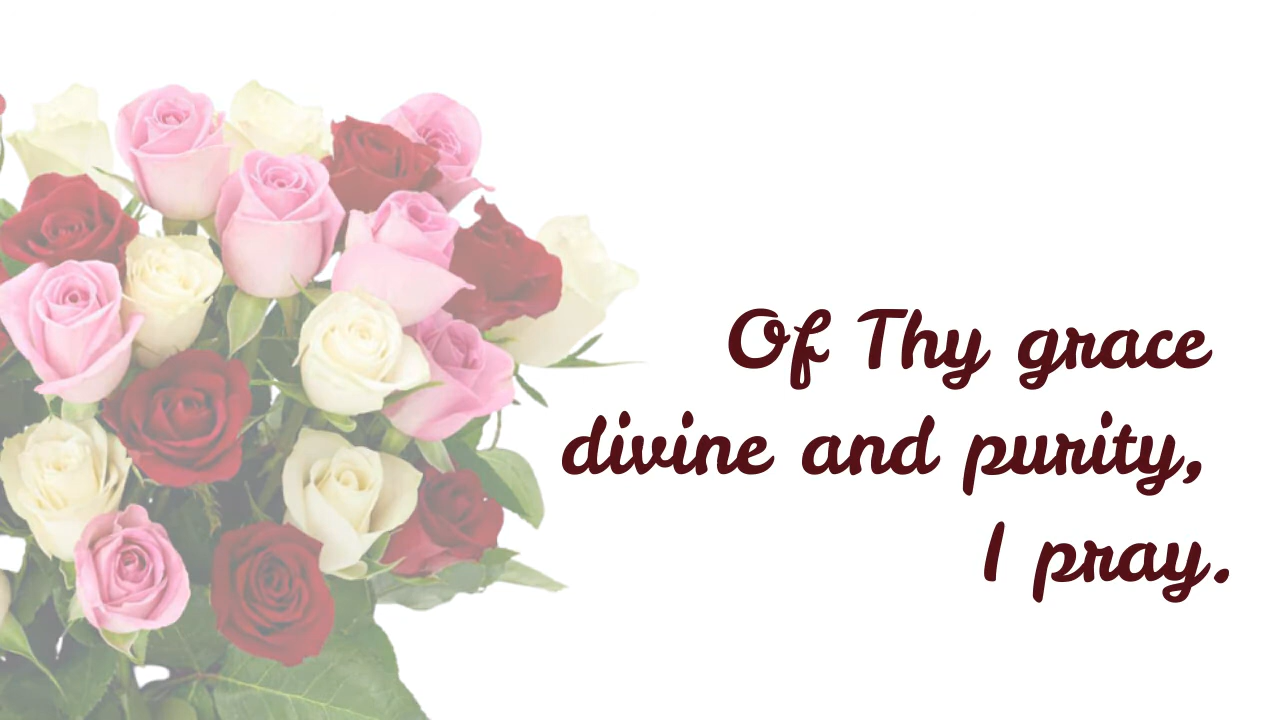 Of Thy grace
divine and purity,
I pray.